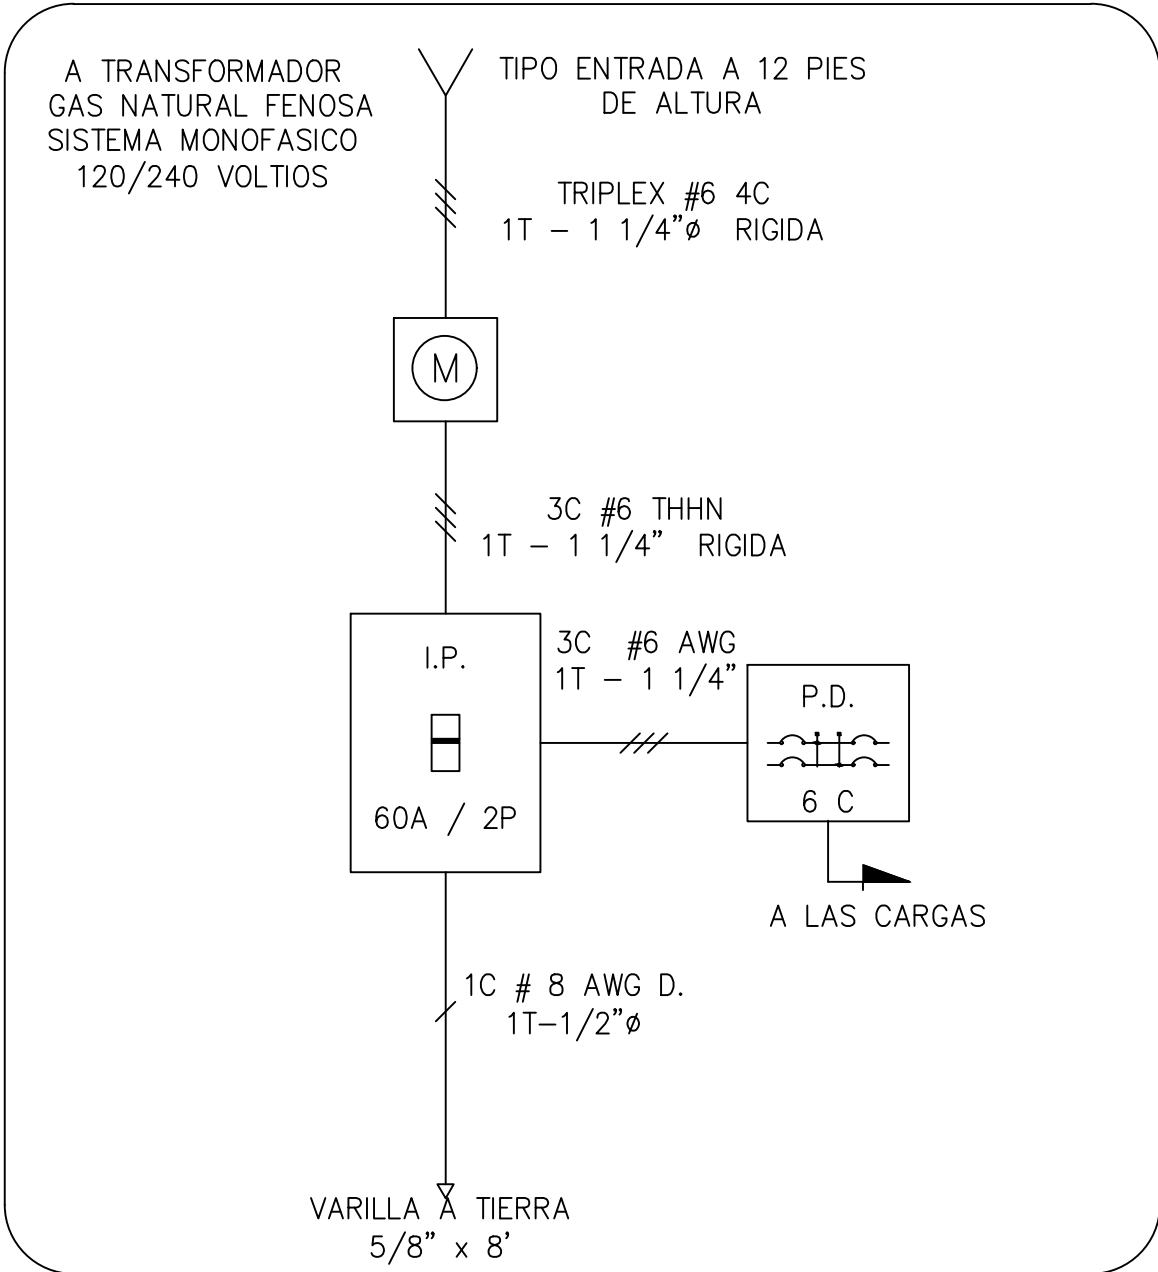 A TRANSFORMADOR
GAS NATURAL FENOSA
SISTEMA MONOFASICO
120/240 VOLTIOS
TIPO ENTRADA A 12 PIES
DE ALTURA
TRIPLEX #6 4C
1T - 1 1/4"ø RIGIDA
M
3C #6 THHN
1T - 1 1/4" RIGIDA
I.P.
60A / 2P
3C #6 AWG
1T - 1 1/4"
P.D.
6 C
A LAS CARGAS
1C # 8 AWG D.
1T-1/2"ø
VARILLA A TIERRA
5/8" x 8'